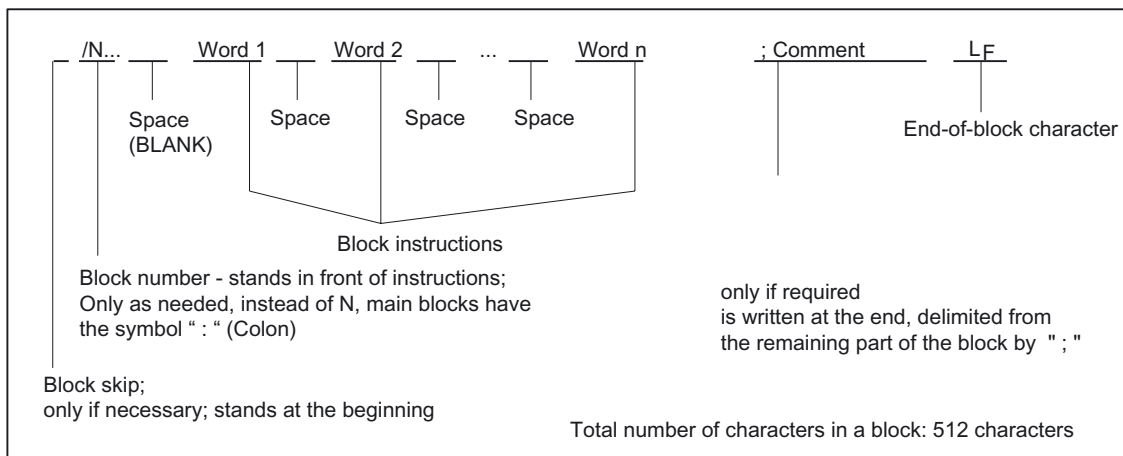 /N... Word 1 Word 2 ... Word n ; Comment LF
Space Space Space Space
(BLANK)
End-of-block character
Block instructions
Block number - stands in front of instructions;
Only as needed, instead of N, main blocks have
the symbol “ : “ (Colon)
only if required
is written at the end, delimited from
the remaining part of the block by " ; "
Block skip;
only if necessary; stands at the beginning
Total number of characters in a block: 512 characters